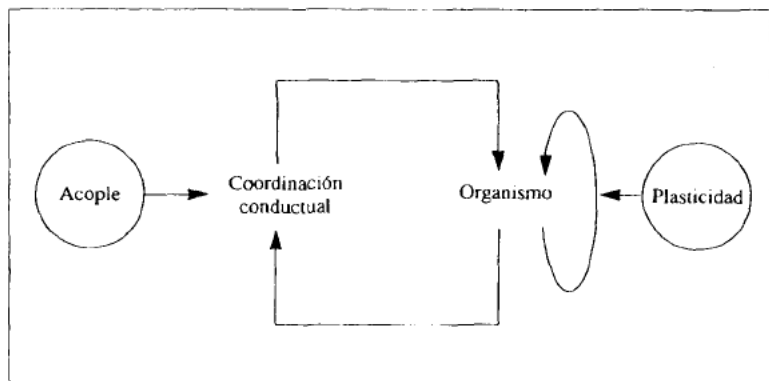 Acople
Coordinación
conductual
Organismo
Plasticidad